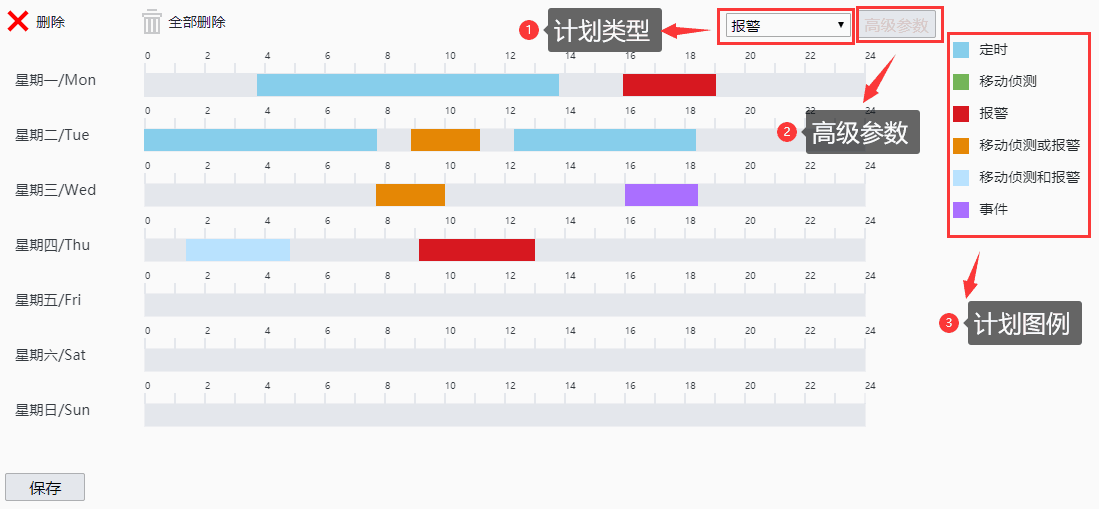 删除 全部删除 1 计划类型 报警 高级参数
0 2 4 6 8 10 12 14 16 18 20 22 24
星期一/Mon
0 2 4 6 8 10 12 14 16 18 20 22 24
星期二/Tue
2 高级参数
0 2 4 6 8 10 12 14 16 18 20 22 24
星期三/Wed
0 2 4 6 8 10 12 14 16 18 20 22 24
星期四/Thu
0 2 4 6 8 10 12 14 16 18 20 22 24
星期五/Fri
0 2 4 6 8 10 12 14 16 18 20 22 24
星期六/Sat
0 2 4 6 8 10 12 14 16 18 20 22 24
星期日/Sun
定时
移动侦测
报警
移动侦测或报警
移动侦测和报警
事件
3 计划图例
保存